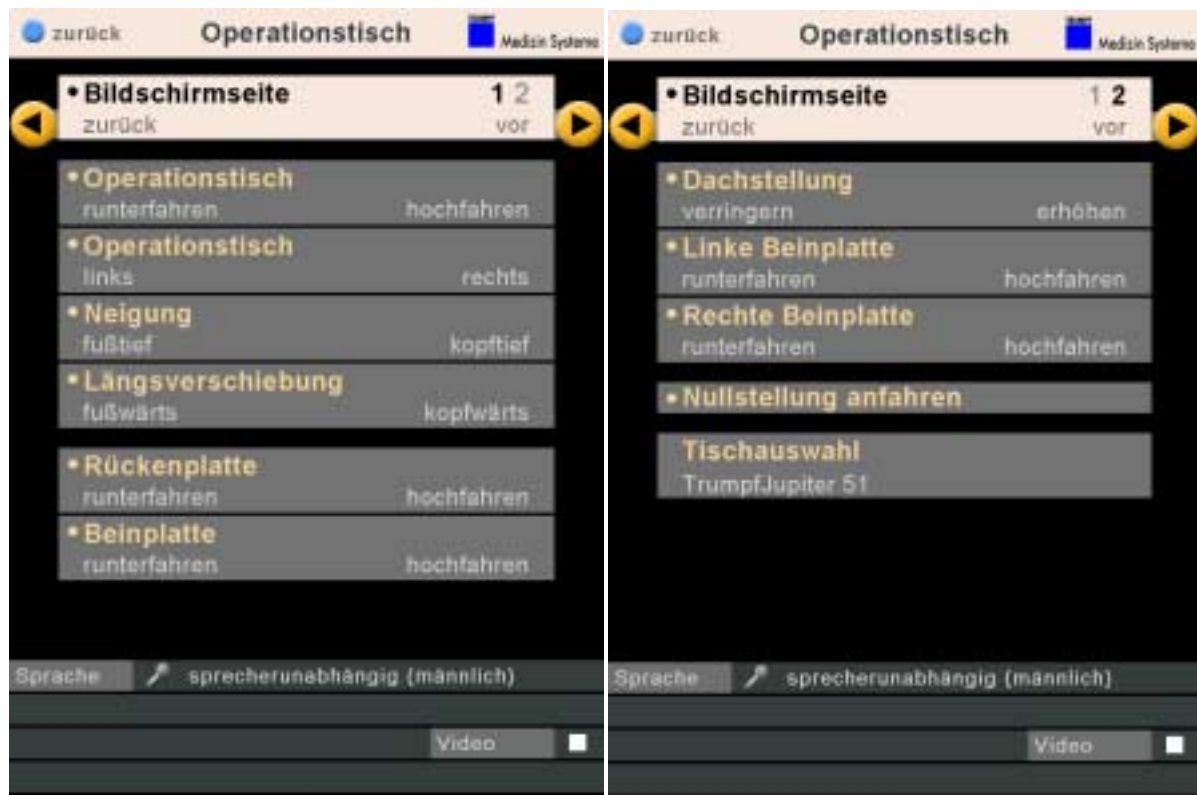 zurück Operationstisch Medizin Systeme
Bildschirmseite 1 2
zurück vor
Operationstisch
runterfahren hochfahren
Operationstisch
links rechts
Neigung
fußtief kopftief
Längsverschiebung
fußwärts kopfwärts
Rückenplatte
runterfahren hochfahren
Beinplatte
runterfahren hochfahren
Sprache sprecherunabhängig (männlich)
Video
zurück Operationstisch Medizin Systeme
Bildschirmseite 1 2
zurück vor
Dachstellung
verringern erhöhen
Linke Beinplatte
runterfahren hochfahren
Rechte Beinplatte
runterfahren hochfahren
Nullstellung anfahren
Tischauswahl
TrumpfJupiter 51
Sprache sprecherunabhängig (männlich)
Video